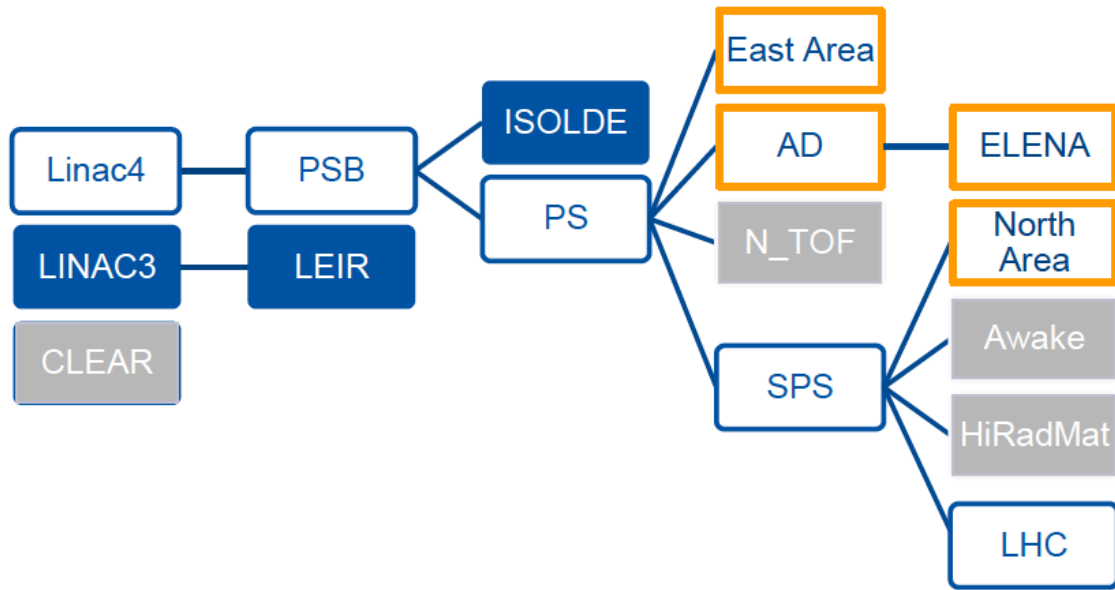 East Area
ISOLDE
Linac4
PSB
AD
ELENA
PS
N_TOF
North
Area
LINAC3
LEIR
CLEAR
Awake
SPS
HiRadMat
LHC